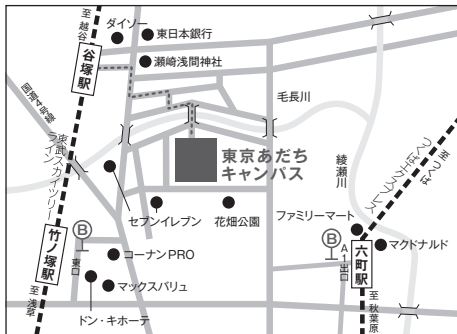 至 越谷
ダイソー
東日本銀行
瀬崎浅間神社
谷塚駅
国道4号線
毛長川
東武スカイツリー
ライン
東京あだち
キャンパス
綾瀬川
至 つくば
つくばエクスプレス
セブンイレブン
花畑公園
ファミリーマート
B
竹ノ塚駅
東口
コーナンPRO
B
A1出口
六町駅
マクドナルド
マックスバリュ
至 浅草
ドン・キホーテ
至 秋葉原